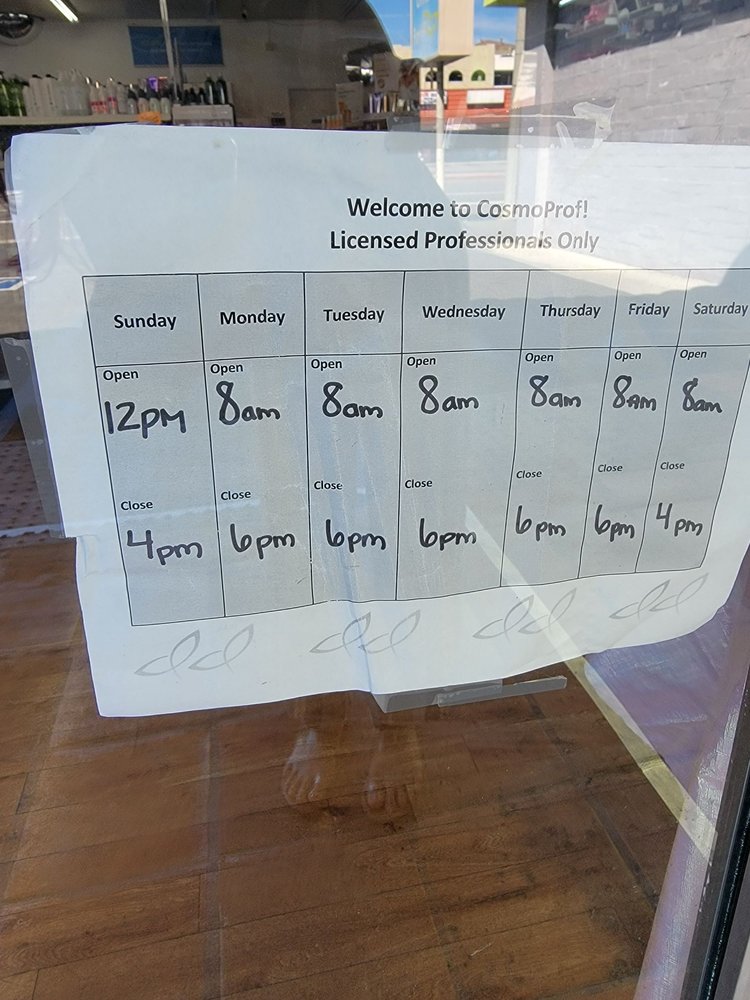 Welcome to CosmoProf!
Licensed Professionals Only
Sunday Monday Tuesday Wednesday Thursday Friday Saturday
Open Open Open Open Open Open Open
12pm 8am 8am 8am 8am 8am 8am
Close Close Close Close Close Close Close
4pm 6pm 6pm 6pm 6pm 6pm 4pm